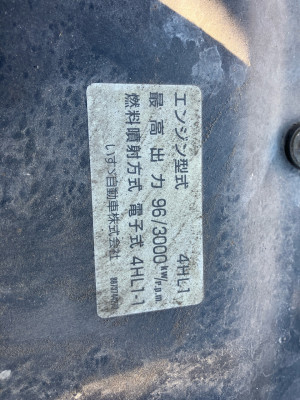 エンジン型式 4HL1
最高出力 96/3000 kW/r.p.m.
燃料噴射方式 電子式 4HL1-1
いすゞ自動車株式会社